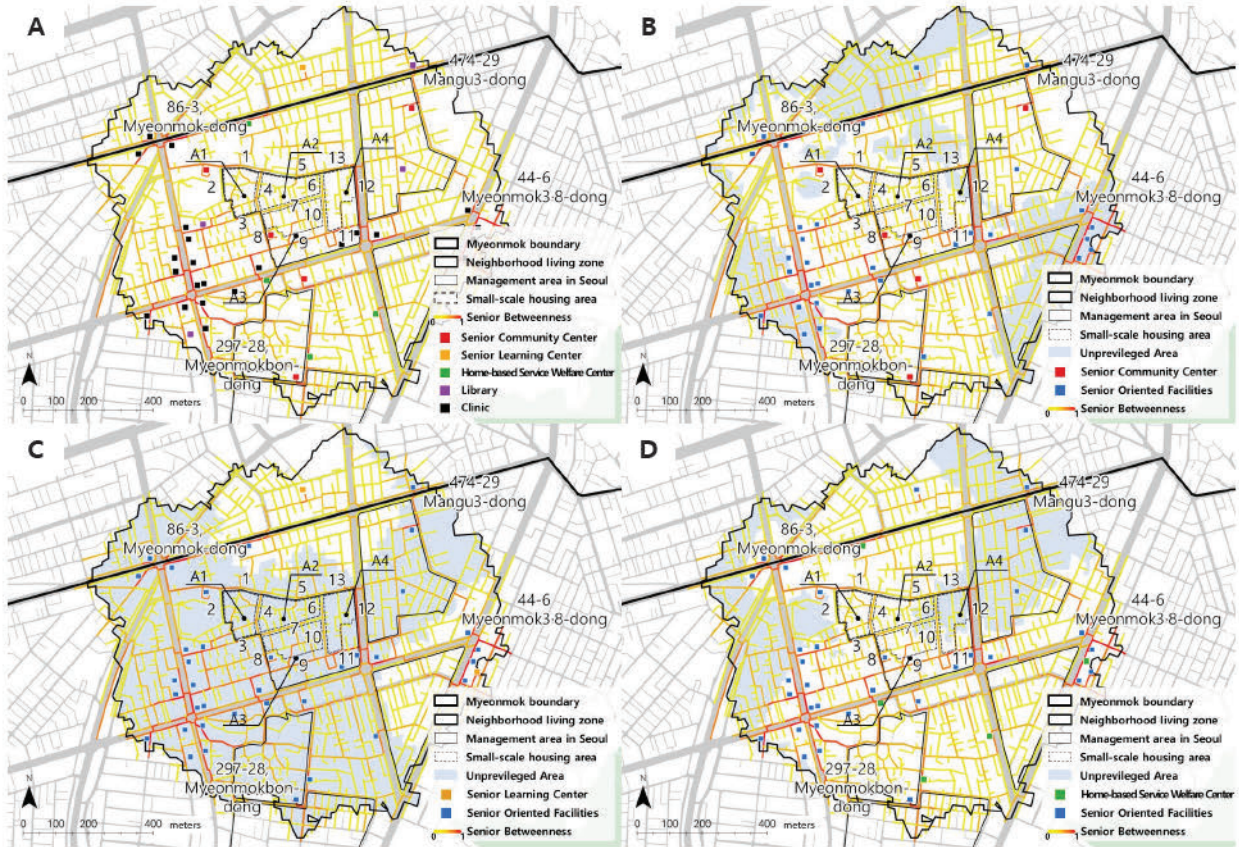 A
474-29
Mangu3-dong
86-3,
Myeonmok-dong
A1
1
A2
13
A4
5
2
4
6
12
7
44-6
Myeonmok3·8-dong
3
10
8
9
11
A3
297-28,
Myeonmokbon-
dong
Myeonmok boundary
Neighborhood living zone
Management area in Seoul
Small-scale housing area
0
Senior Betweenness
Senior Community Center
Senior Learning Center
Home-based Service Welfare Center
Library
Clinic
N
0 100 200 400 meters
B
474-29
Mangu3-dong
86-3,
Myeonmok-dong
A1
1
A2
13
A4
5
2
4
6
12
7
44-6
Myeonmok3·8-dong
3
10
8
9
11
A3
297-28,
Myeonmokbon-
dong
Myeonmok boundary
Neighborhood living zone
Management area in Seoul
Small-scale housing area
Unprevileged Area
Senior Community Center
Senior Oriented Facilities
0 1 Senior Betweenness
N
0 100 200 400 meters
C
474-29
Mangu3-dong
86-3,
Myeonmok-dong
A1
1
A2
13
A4
5
2
4
6
12
7
44-6
Myeonmok3·8-dong
3
10
8
9
11
A3
297-28,
Myeonmokbon-
dong
Myeonmok boundary
Neighborhood living zone
Management area in Seoul
Small-scale housing area
Unprevileged Area
Senior Learning Center
Senior Oriented Facilities
0 1 Senior Betweenness
N
0 100 200 400 meters
D
474-29
Mangu3-dong
86-3,
Myeonmok-dong
A1
1
A2
13
A4
5
2
4
6
12
7
44-6
Myeonmok3·8-dong
3
10
8
9
11
A3
297-28,
Myeonmokbon-
dong
Myeonmok boundary
Neighborhood living zone
Management area in Seoul
Small-scale housing area
Unprevileged Area
Home-based Service Welfare Center
Senior Oriented Facilities
0 1 Senior Betweenness
N
0 100 200 400 meters